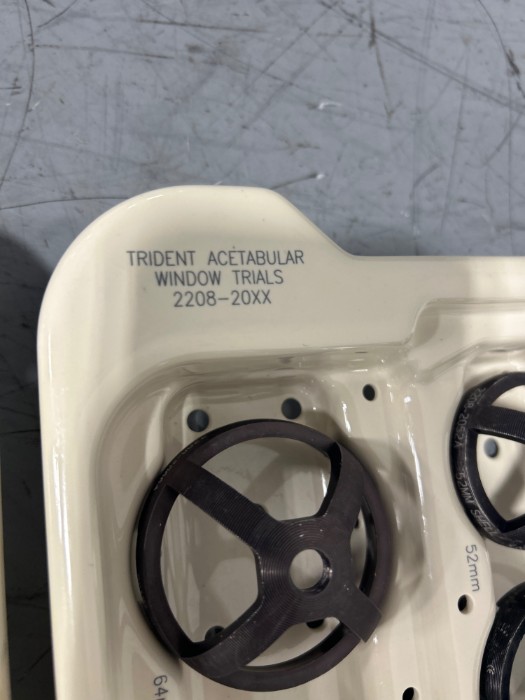 TRIDENT ACETABULAR
WINDOW TRIALS
2208-20XX
52mm